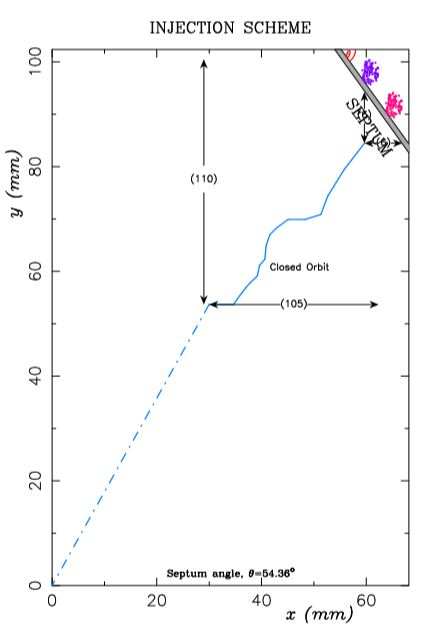 INJECTION SCHEME
100
θ
SEPTUM
80
(110)
y (mm)
60
Closed Orbit
(105)
40
20
Septum angle, θ=54.36°
0
0 20 40 60
x (mm)